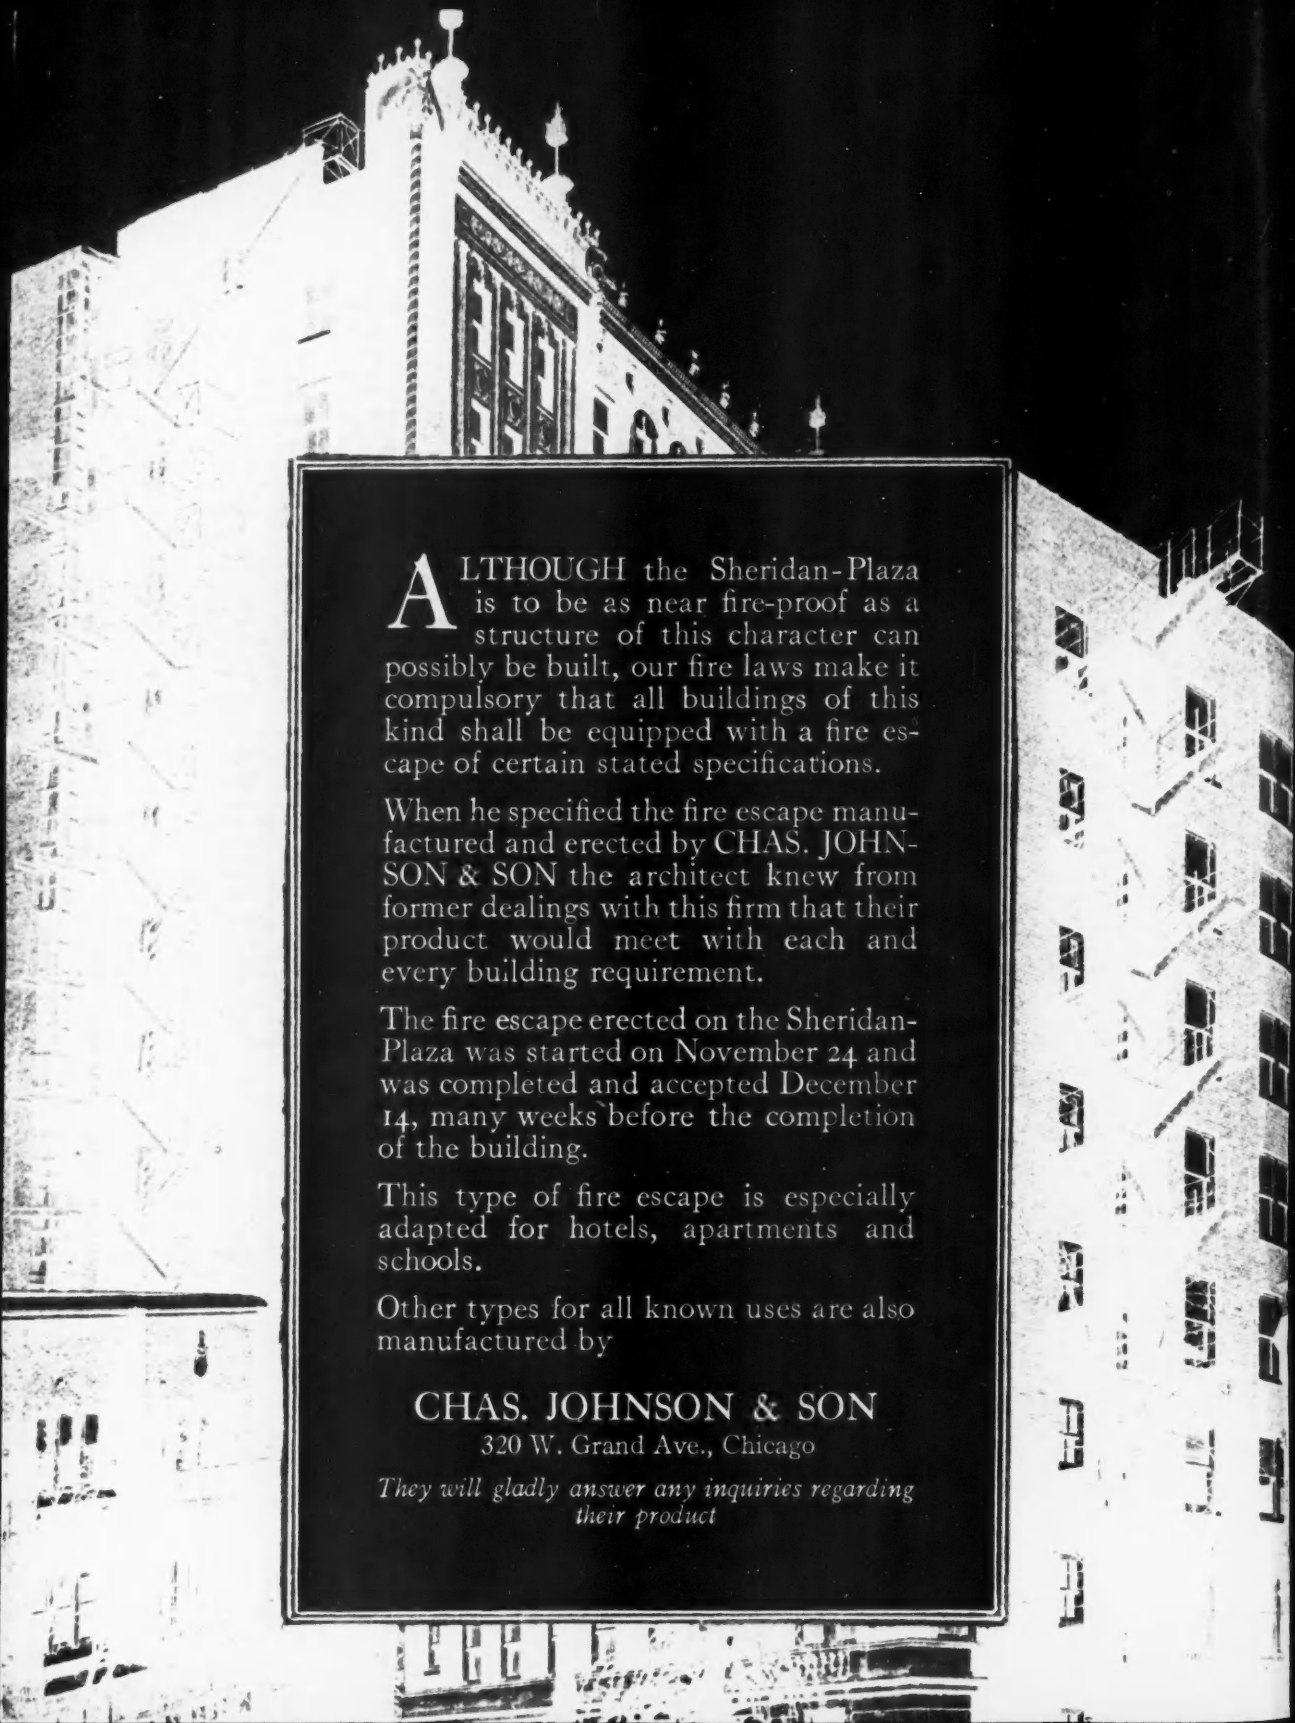 ALTHOUGH the Sheridan-Plaza
is to be as near fire-proof as a
structure of this character can
possibly be built, our fire laws make it
compulsory that all buildings of this
kind shall be equipped with a fire es-
cape of certain stated specifications.
When he specified the fire escape manu-
factured and erected by CHAS. JOHN-
SON & SON the architect knew from
former dealings with this firm that their
product would meet with each and
every building requirement.
The fire escape erected on the Sheridan-
Plaza was started on November 24 and
was completed and accepted December
14, many weeks before the completion
of the building.
This type of fire escape is especially
adapted for hotels, apartments and
schools.
Other types for all known uses are also
manufactured by
CHAS. JOHNSON & SON
320 W. Grand Ave., Chicago
They will gladly answer any inquiries regarding
their product